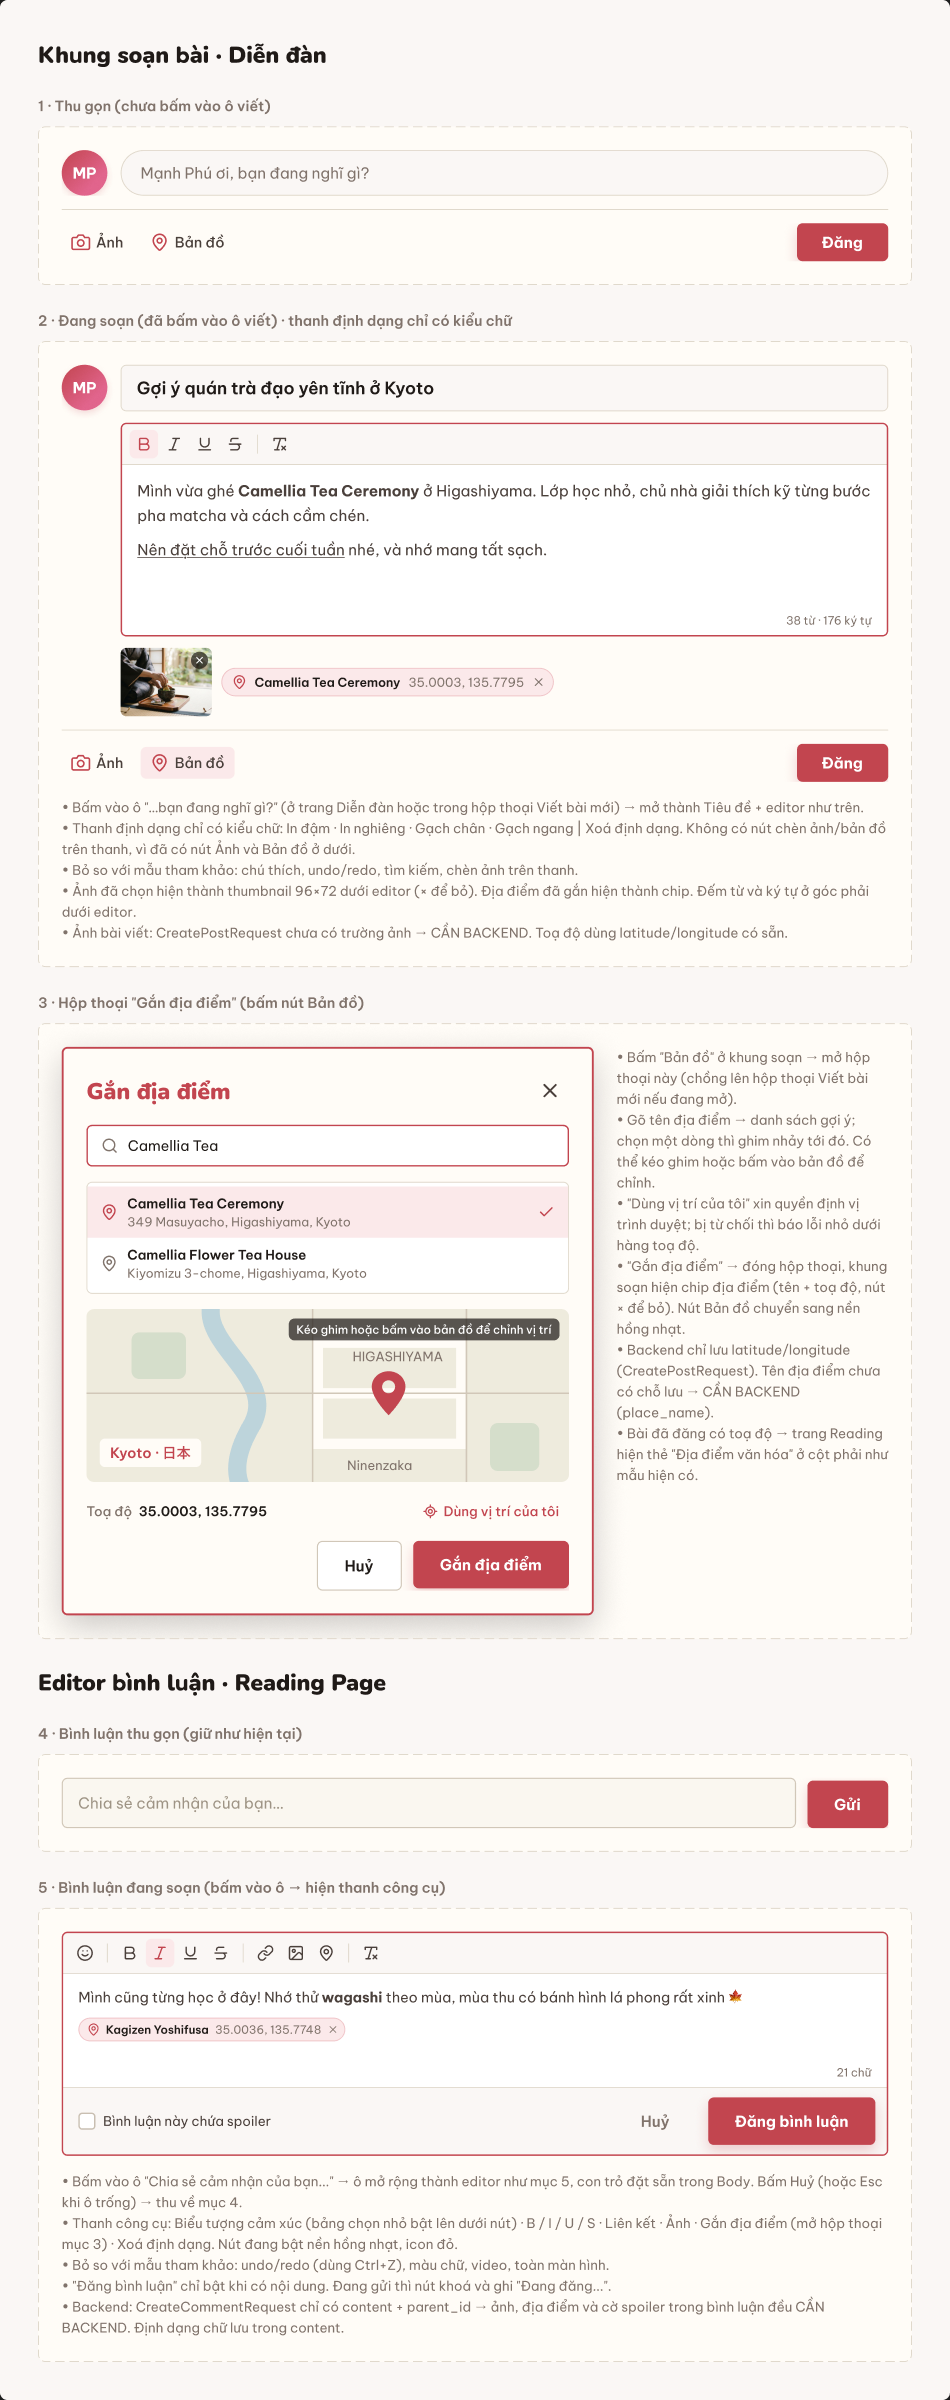 Khung soạn bài · Diễn đàn
1 · Thu gọn (chưa bấm vào ô viết)
MP
Mạnh Phú ơi, bạn đang nghĩ gì?
Ảnh
Bản đồ
Đăng
2 · Đang soạn (đã bấm vào ô viết) · thanh định dạng chỉ có kiểu chữ
MP
Gợi ý quán trà đạo yên tĩnh ở Kyoto
B I U S Tx
Mình vừa ghé Camellia Tea Ceremony ở Higashiyama. Lớp học nhỏ, chủ nhà giải thích kỹ từng bước
pha matcha và cách cầm chén.
Nên đặt chỗ trước cuối tuần nhé, và nhớ mang tất sạch.
38 từ · 176 ký tự
Camellia Tea Ceremony 35.0003, 135.7795 ×
Ảnh
Bản đồ
Đăng
• Bấm vào ô "...bạn đang nghĩ gì?" (ở trang Diễn đàn hoặc trong hộp thoại Viết bài mới) → mở thành Tiêu đề + editor như trên.
• Thanh định dạng chỉ có kiểu chữ: In đậm · In nghiêng · Gạch chân · Gạch ngang | Xoá định dạng. Không có nút chèn ảnh/bản đồ
trên thanh, vì đã có nút Ảnh và Bản đồ ở dưới.
• Bỏ so với mẫu tham khảo: chú thích, undo/redo, tìm kiếm, chèn ảnh trên thanh.
• Ảnh đã chọn hiện thành thumbnail 96×72 dưới editor (× để bỏ). Địa điểm đã gắn hiện thành chip. Đếm từ và ký tự ở góc phải
dưới editor.
• Ảnh bài viết: CreatePostRequest chưa có trường ảnh → CẦN BACKEND. Toạ độ dùng latitude/longitude có sẵn.
3 · Hộp thoại "Gắn địa điểm" (bấm nút Bản đồ)
Gắn địa điểm
Camellia Tea
Camellia Tea Ceremony
349 Masuyacho, Higashiyama, Kyoto
Camellia Flower Tea House
Kiyomizu 3-chome, Higashiyama, Kyoto
Kéo ghim hoặc bấm vào bản đồ để chỉnh vị trí
HIGASHIYAMA
Kyoto · 日本
Ninenzaka
Toạ độ 35.0003, 135.7795
Dùng vị trí của tôi
Huỷ
Gắn địa điểm
• Bấm "Bản đồ" ở khung soạn → mở hộp
thoại này (chồng lên hộp thoại Viết bài
mới nếu đang mở).
• Gõ tên địa điểm → danh sách gợi ý;
chọn một dòng thì ghim nhảy tới đó. Có
thể kéo ghim hoặc bấm vào bản đồ để
chỉnh.
• "Dùng vị trí của tôi" xin quyền định vị
trình duyệt; bị từ chối thì báo lỗi nhỏ dưới
hàng toạ độ.
• "Gắn địa điểm" → đóng hộp thoại, khung
soạn hiện chip địa điểm (tên + toạ độ, nút
× để bỏ). Nút Bản đồ chuyển sang nền
hồng nhạt.
• Backend chỉ lưu latitude/longitude
(CreatePostRequest). Tên địa điểm chưa
có chỗ lưu → CẦN BACKEND
(place_name).
• Bài đã đăng có toạ độ → trang Reading
hiện thẻ "Địa điểm văn hóa" ở cột phải như
mẫu hiện có.
Editor bình luận · Reading Page
4 · Bình luận thu gọn (giữ như hiện tại)
Chia sẻ cảm nhận của bạn...
Gửi
5 · Bình luận đang soạn (bấm vào ô → hiện thanh công cụ)
B I U S Tx
Mình cũng từng học ở đây! Nhớ thử wagashi theo mùa, mùa thu có bánh hình lá phong rất xinh 🍁
Kagizen Yoshifusa 35.0036, 135.7748 ×
21 chữ
Bình luận này chứa spoiler
Huỷ
Đăng bình luận
• Bấm vào ô "Chia sẻ cảm nhận của bạn..." → ô mở rộng thành editor như mục 5, con trỏ đặt sẵn trong Body. Bấm Huỷ (hoặc Esc
khi ô trống) → thu về mục 4.
• Thanh công cụ: Biểu tượng cảm xúc (bảng chọn nhỏ bật lên dưới nút) · B / I / U / S · Liên kết · Ảnh · Gắn địa điểm (mở hộp thoại
mục 3) · Xoá định dạng. Nút đang bật nền hồng nhạt, icon đỏ.
• Bỏ so với mẫu tham khảo: undo/redo (dùng Ctrl+Z), màu chữ, video, toàn màn hình.
• "Đăng bình luận" chỉ bật khi có nội dung. Đang gửi thì nút khoá và ghi "Đang đăng...".
• Backend: CreateCommentRequest chỉ có content + parent_id → ảnh, địa điểm và cờ spoiler trong bình luận đều CẦN
BACKEND. Định dạng chữ lưu trong content.